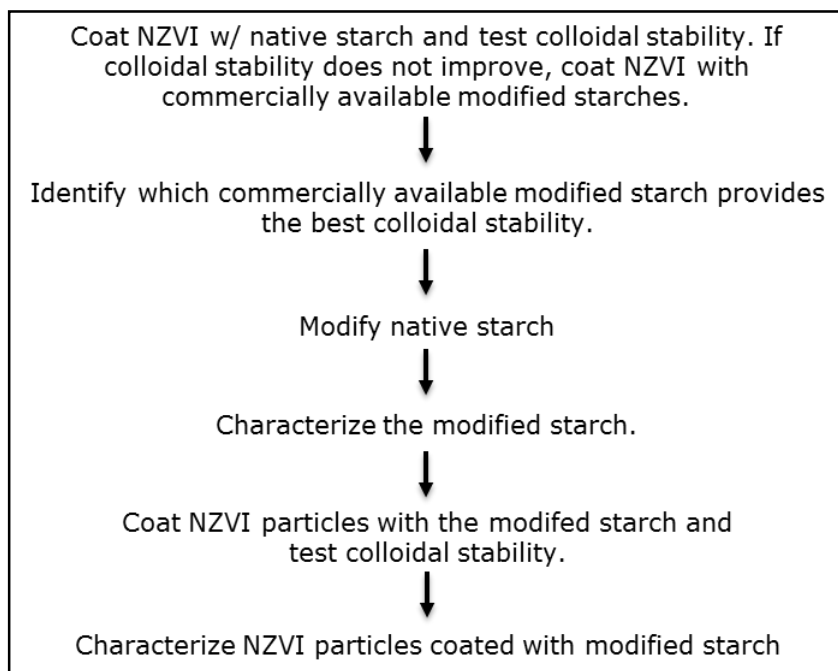 Coat NZVI w/ native starch and test colloidal stability. If
colloidal stability does not improve, coat NZVI with
commercially available modified starches.
Identify which commercially available modified starch provides
the best colloidal stability.
Modify native starch
Characterize the modified starch.
Coat NZVI particles with the modifed starch and
test colloidal stability.
Characterize NZVI particles coated with modified starch